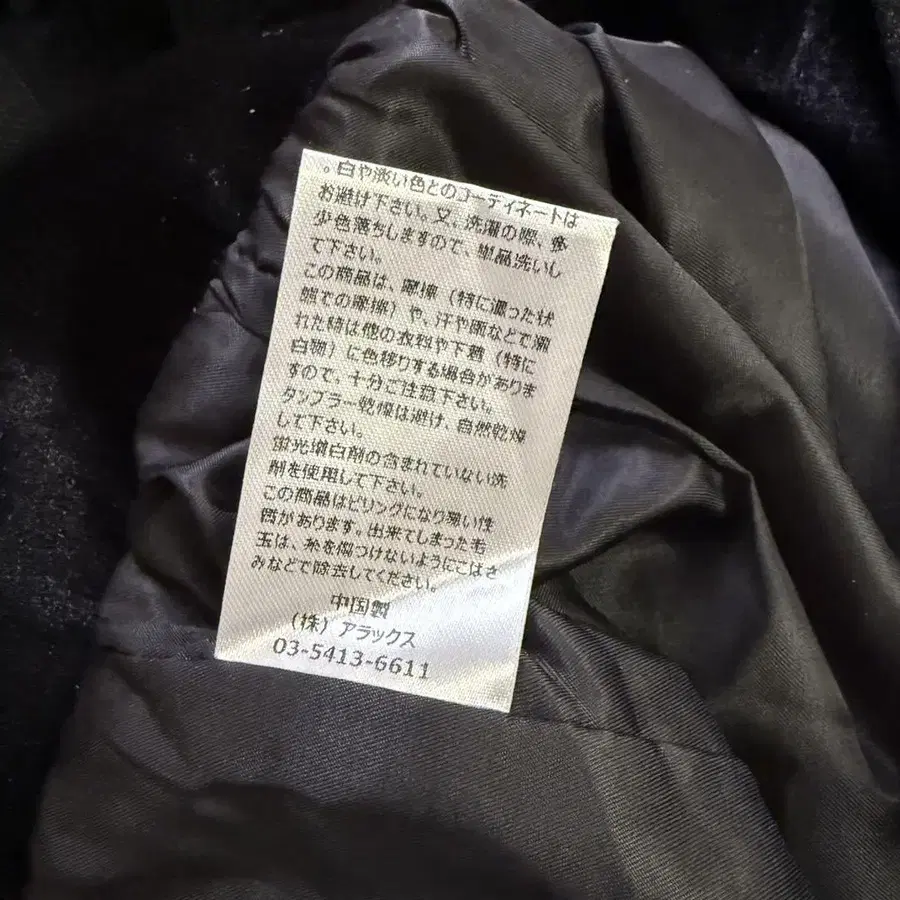 。白や淡い色とのコーディネートは
お避け下さい。又、洗濯の際、多
少色落ちしますので、単品洗いし
て下さい。
この商品は、摩擦（特に湿った状
態での摩擦）や、汗や雨などで濡
れた時は他の衣料や下着（特に
白物）に色移りする場合がありま
すので、十分ご注意下さい。
タンブラー乾燥は避け、自然乾燥
して下さい。
蛍光増白剤の含まれていない洗
剤を使用して下さい。
この商品はピリングになり易い性
質があります。出来てしまった毛
玉は、糸を傷つけないようにこはさ
みなどで除去してください。
中国製
（株）アラックス
03-5413-6611